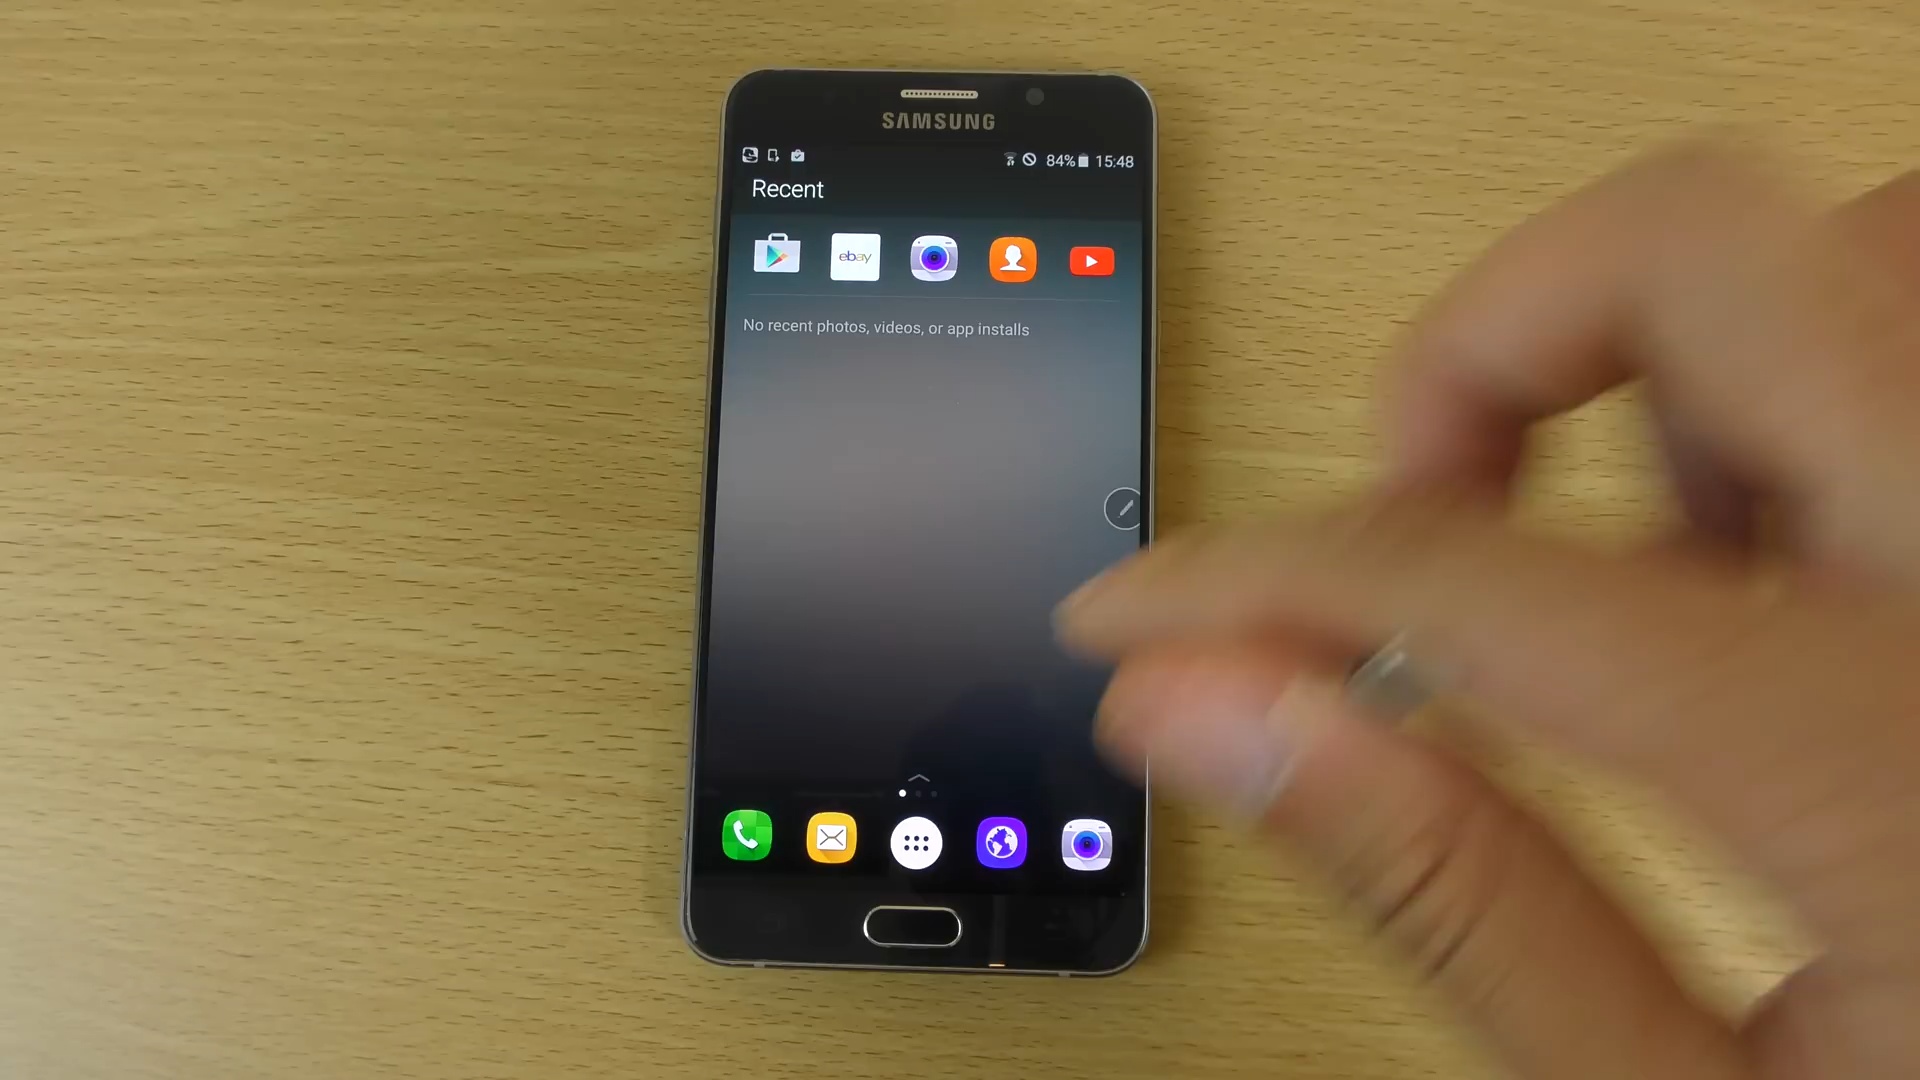 SAMSUNG
84% 15:48
Recent
ebay
No recent photos, videos, or app installs